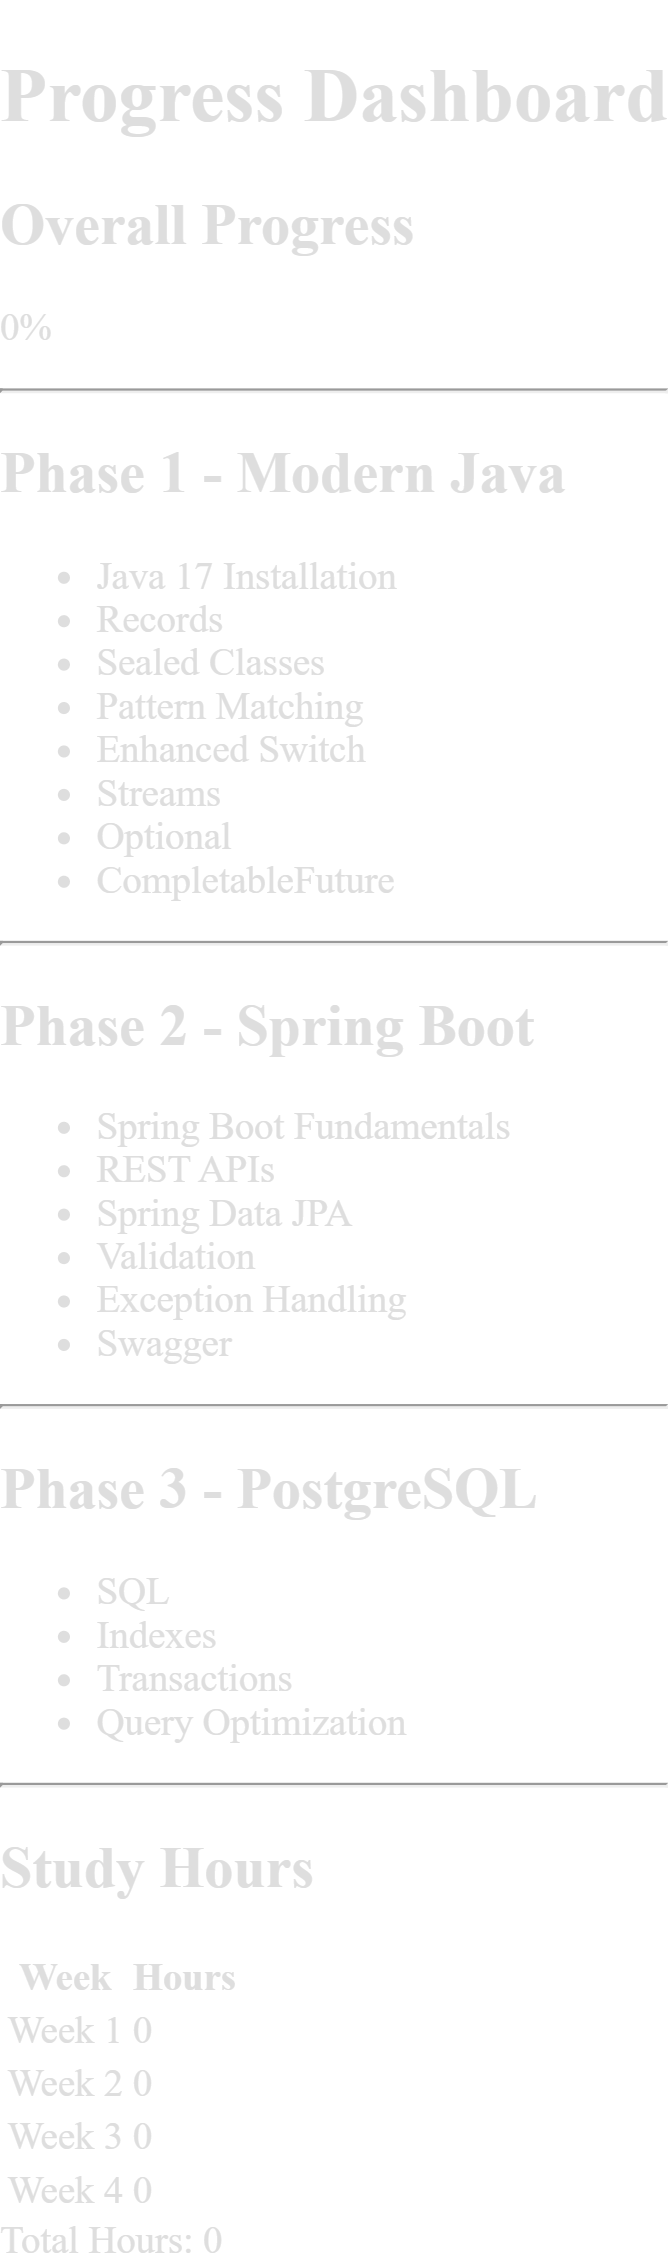 Progress Dashboard
Overall Progress
0%
Phase 1 - Modern Java
Java 17 Installation
Records
Sealed Classes
Pattern Matching
Enhanced Switch
Streams
Optional
CompletableFuture
Phase 2 - Spring Boot
Spring Boot Fundamentals
REST APIs
Spring Data JPA
Validation
Exception Handling
Swagger
Phase 3 - PostgreSQL
SQL
Indexes
Transactions
Query Optimization
Study Hours
Week Hours
Week 1 0
Week 2 0
Week 3 0
Week 4 0
Total Hours: 0